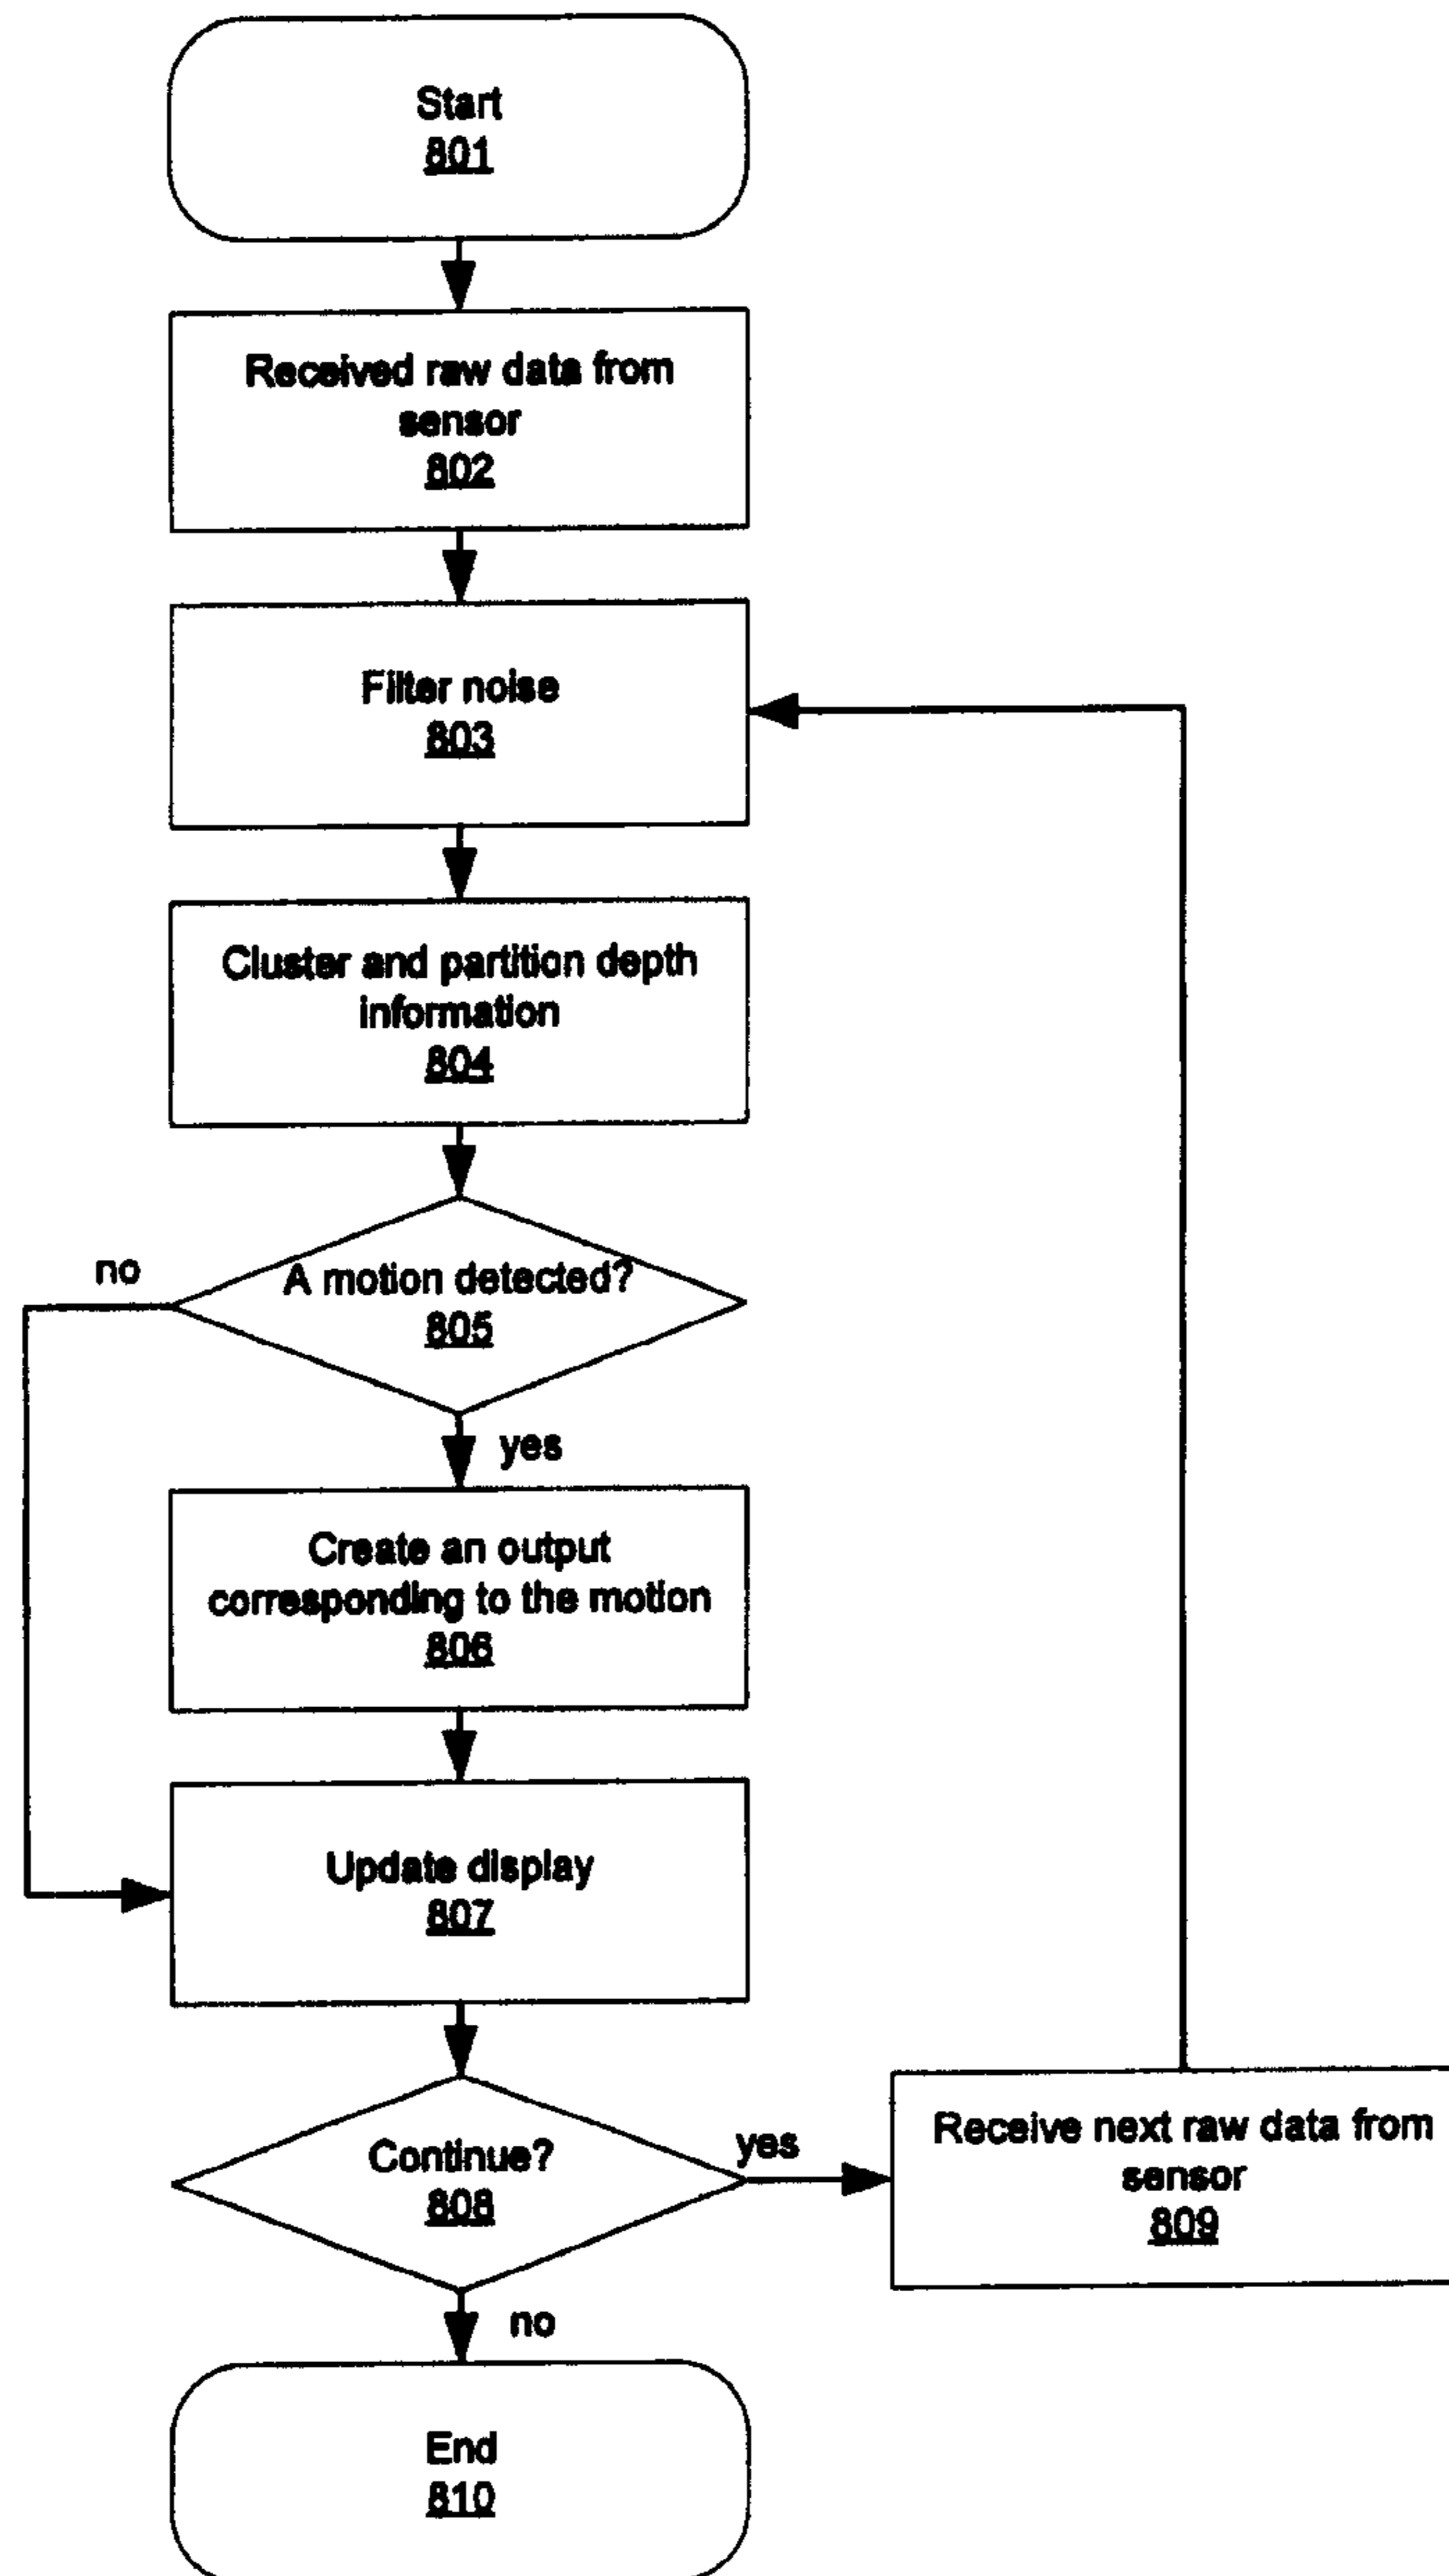 Start
801
Received raw data from
sensor
802
Filter noise
803
Cluster and partition depth
information
804
no
A motion detected?
805
yes
Create an output
corresponding to the motion
806
Update display
807
Continue?
808
yes
Receive next raw data from
sensor
809
no
End
810